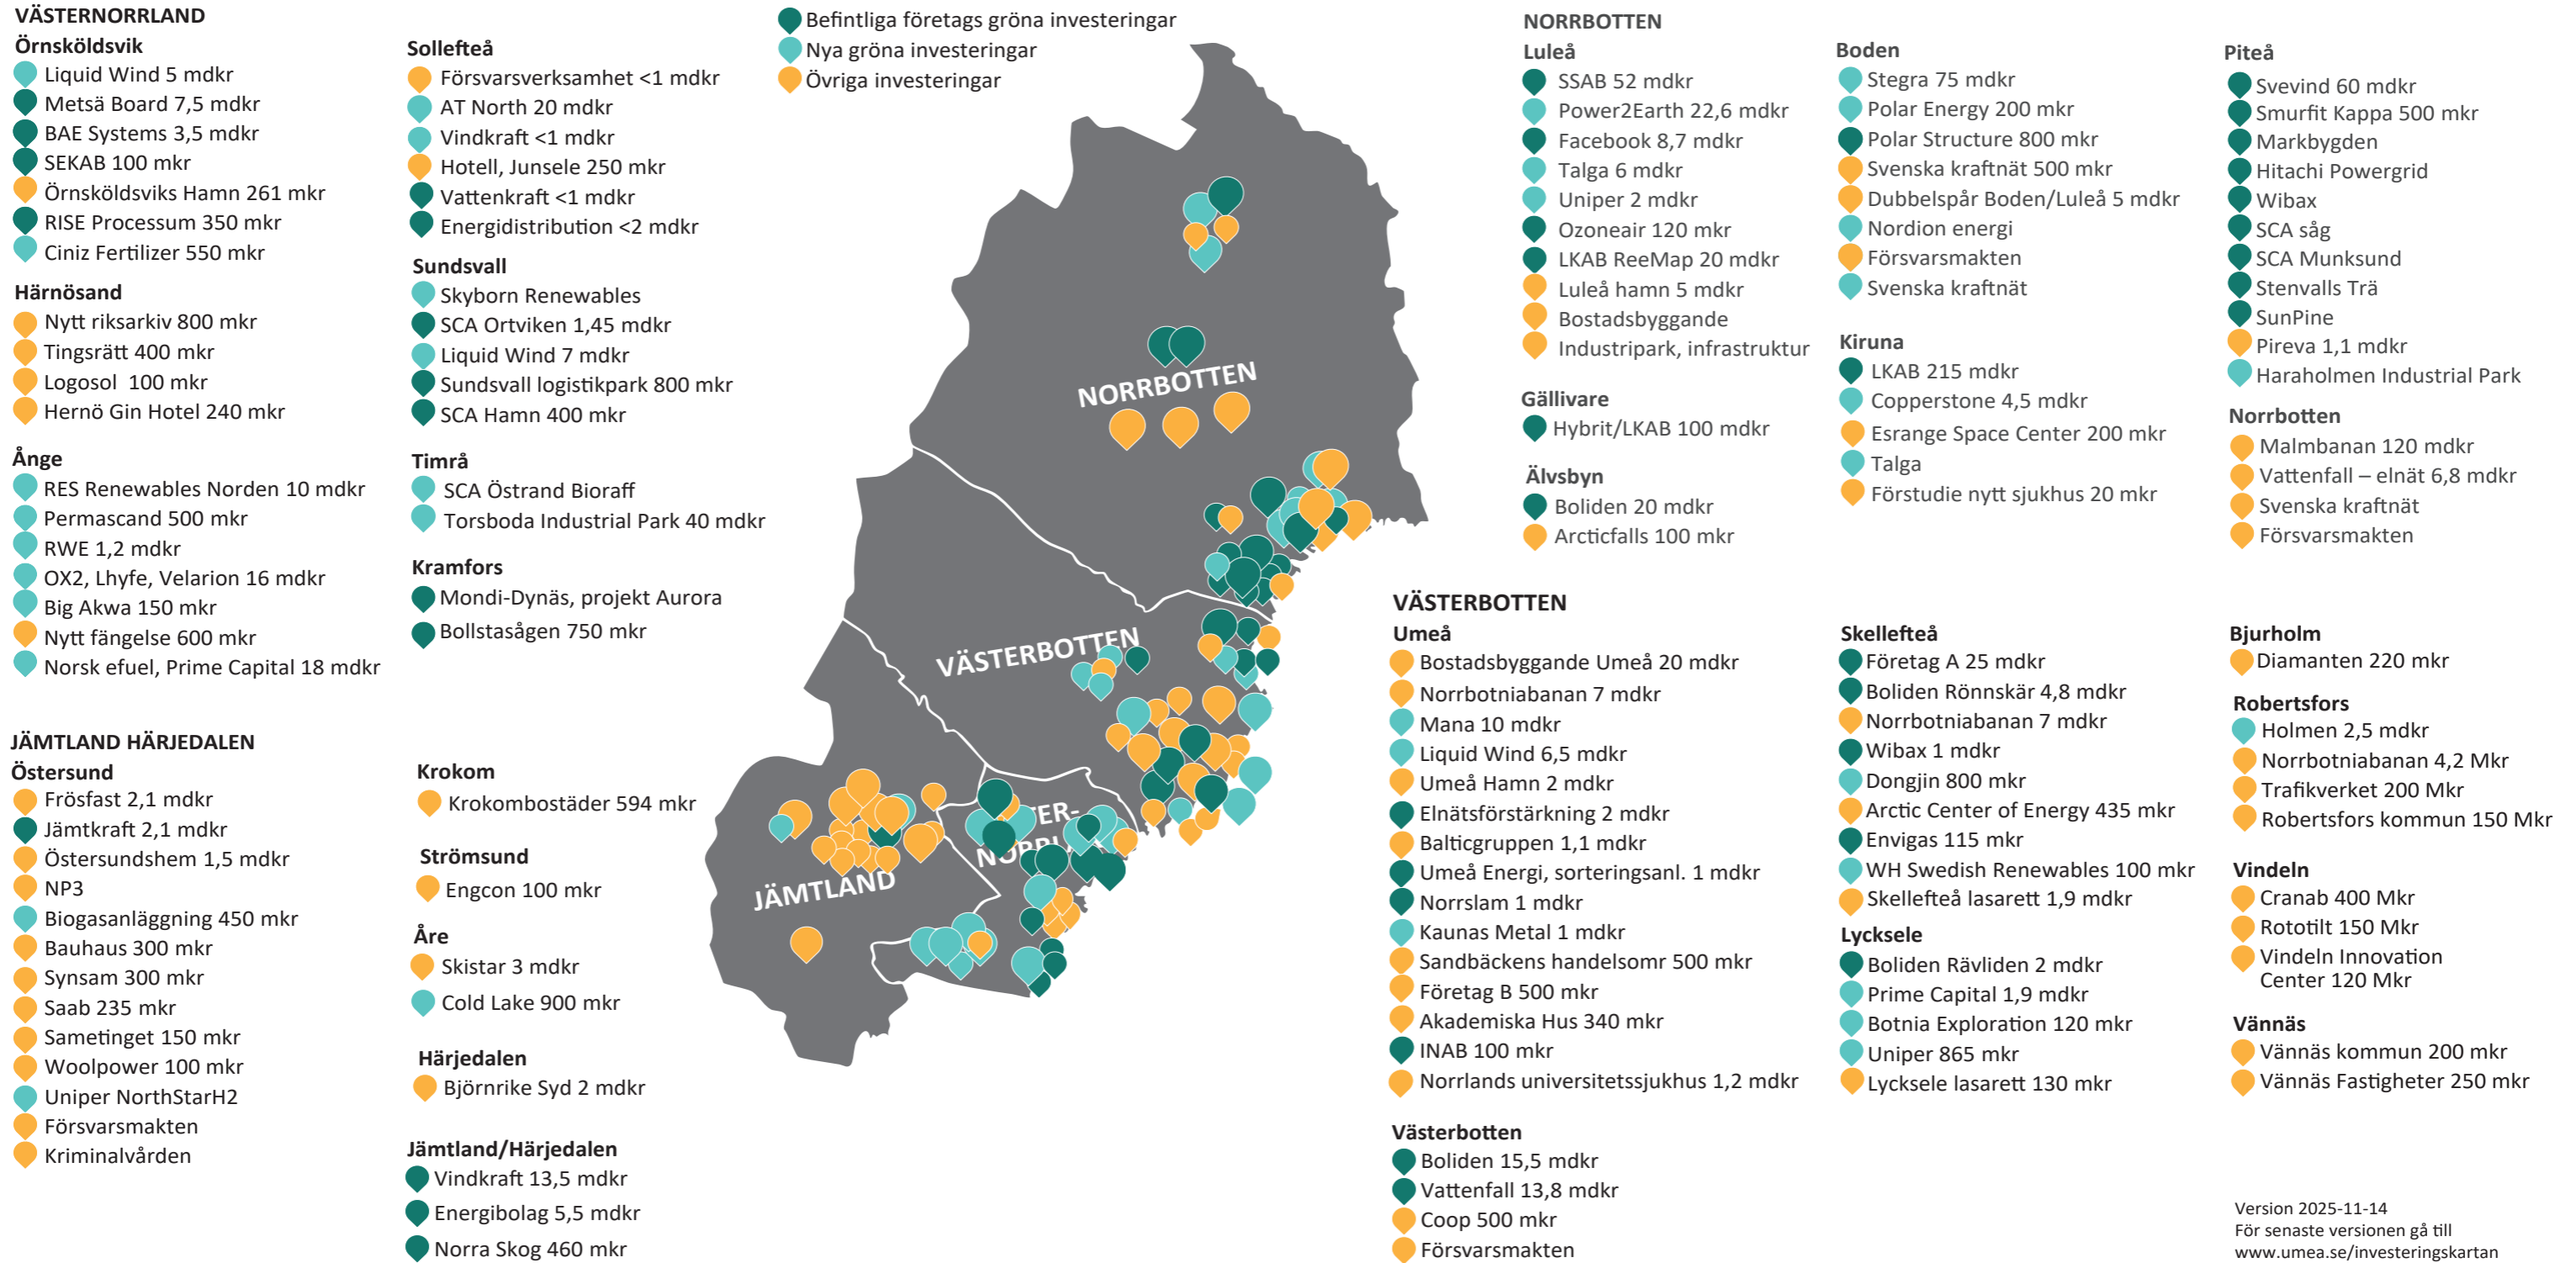 VÄSTERNORRLAND
Örnsköldsvik
Liquid Wind 5 mdkr
Metsä Board 7,5 mdkr
BAE Systems 3,5 mdkr
SEKAB 100 mkr
Örnsköldsviks Hamn 261 mkr
RISE Processum 350 mkr
Ciniz Fertilizer 550 mkr
Härnösand
Nytt riksarkiv 800 mkr
Tingsrätt 400 mkr
Logosol 100 mkr
Hernö Gin Hotel 240 mkr
Ånge
RES Renewables Norden 10 mdkr
Permascand 500 mkr
RWE 1,2 mdkr
OX2, Lhyfe, Velarion 16 mdkr
Big Akwa 150 mkr
Nytt fängelse 600 mkr
Norsk efuel, Prime Capital 18 mdkr
Sollefteå
Försvarsverksamhet <1 mdkr
AT North 20 mdkr
Vindkraft <1 mdkr
Hotell, Junsele 250 mkr
Vattenkraft <1 mdkr
Energidistribution <2 mdkr
Sundsvall
Skyborn Renewables
SCA Ortviken 1,45 mdkr
Liquid Wind 7 mdkr
Sundsvall logistikpark 800 mkr
SCA Hamn 400 mkr
Timrå
SCA Östrand Bioraff
Torsboda Industrial Park 40 mdkr
Kramfors
Mondi-Dynäs, projekt Aurora
Bollstasågen 750 mkr
JÄMTLAND HÄRJEDALEN
Östersund
Frösfast 2,1 mdkr
Jämtkraft 2,1 mdkr
Östersundshem 1,5 mdkr
NP3
Biogasanläggning 450 mkr
Bauhaus 300 mkr
Synsam 300 mkr
Saab 235 mkr
Sametinget 150 mkr
Woolpower 100 mkr
Uniper NorthStarH2
Försvarsmakten
Kriminalvården
Krokom
Krokombostäder 594 mkr
Strömsund
Engcon 100 mkr
Åre
Skistar 3 mdkr
Cold Lake 900 mkr
Härjedalen
Björnrike Syd 2 mdkr
Jämtland/Härjedalen
Vindkraft 13,5 mdkr
Energibolag 5,5 mdkr
Norra Skog 460 mkr
Befintliga företags gröna investeringar
Nya gröna investeringar
Övriga investeringar
NORRBOTTEN
VÄSTERBOTTEN
JÄMTLAND
NORRBOTTEN
Luleå
SSAB 52 mdkr
Power2Earth 22,6 mdkr
Facebook 8,7 mdkr
Talga 6 mdkr
Uniper 2 mdkr
Ozoneair 120 mkr
LKAB ReeMap 20 mdkr
Luleå hamn 5 mdkr
Bostadsbyggande
Industripark, infrastruktur
Gällivare
Hybrit/LKAB 100 mdkr
Älvsbyn
Boliden 20 mdkr
Arcticfalls 100 mkr
Boden
Stegra 75 mdkr
Polar Energy 200 mkr
Polar Structure 800 mkr
Svenska kraftnät 500 mkr
Dubbelspår Boden/Luleå 5 mdkr
Nordion energi
Försvarsmakten
Svenska kraftnät
Kiruna
LKAB 215 mdkr
Copperstone 4,5 mdkr
Esrange Space Center 200 mkr
Talga
Förstudie nytt sjukhus 20 mkr
Piteå
Svevind 60 mdkr
Smurfit Kappa 500 mkr
Markbygden
Hitachi Powergrid
Wibax
SCA såg
SCA Munksund
Stenvalls Trä
SunPine
Pireva 1,1 mdkr
Haraholmen Industrial Park
Norrbotten
Malmbanan 120 mdkr
Vattenfall – elnät 6,8 mdkr
Svenska kraftnät
Försvarsmakten
VÄSTERBOTTEN
Umeå
Bostadsbyggande Umeå 20 mdkr
Norrbotniabanan 7 mdkr
Mana 10 mdkr
Liquid Wind 6,5 mdkr
Umeå Hamn 2 mdkr
Elnätsförstärkning 2 mdkr
Balticgruppen 1,1 mdkr
Umeå Energi, sorteringsanl. 1 mdkr
Norrslam 1 mdkr
Kaunas Metal 1 mdkr
Sandbäckens handelsomr 500 mkr
Företag B 500 mkr
Akademiska Hus 340 mkr
INAB 100 mkr
Norrlands universitetssjukhus 1,2 mdkr
Västerbotten
Boliden 15,5 mdkr
Vattenfall 13,8 mdkr
Coop 500 mkr
Försvarsmakten
Skellefteå
Företag A 25 mdkr
Boliden Rönnskär 4,8 mdkr
Norrbotniabanan 7 mdkr
Wibax 1 mdkr
Dongjin 800 mkr
Arctic Center of Energy 435 mkr
Envigas 115 mkr
WH Swedish Renewables 100 mkr
Skellefteå lasarett 1,9 mdkr
Lycksele
Boliden Rävliden 2 mdkr
Prime Capital 1,9 mdkr
Botnia Exploration 120 mkr
Uniper 865 mkr
Lycksele lasarett 130 mkr
Bjurholm
Diamanten 220 mkr
Robertsfors
Holmen 2,5 mdkr
Norrbotniabanan 4,2 Mkr
Trafikverket 200 Mkr
Robertsfors kommun 150 Mkr
Vindeln
Cranab 400 Mkr
Rototilt 150 Mkr
Vindeln Innovation
Center 120 Mkr
Vännäs
Vännäs kommun 200 mkr
Vännäs Fastigheter 250 mkr
Version 2025-11-14
För senaste versionen gå till
www.umea.se/investeringskartan